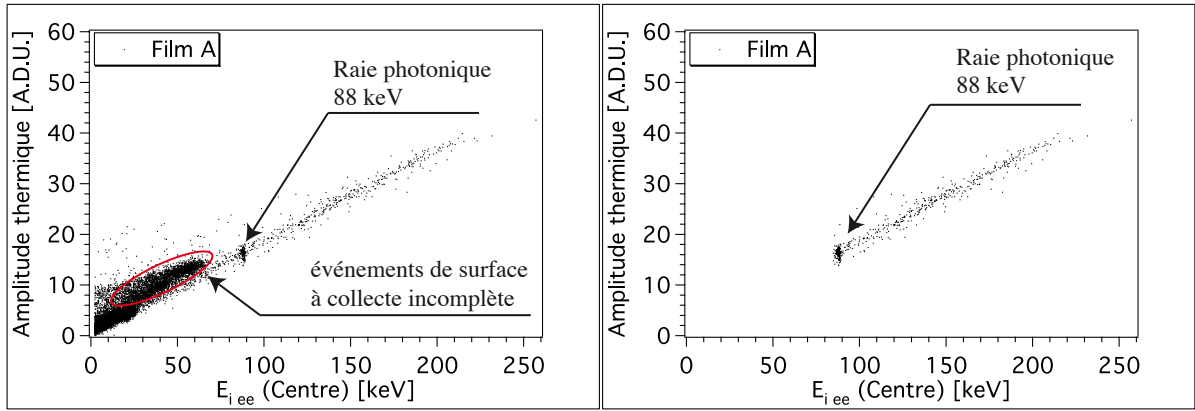 60
50
40
30
20
10
0
Amplitude thermique [A.D.U.]
Film A
Raie photonique
88 keV
événements de surface
à collecte incomplète
0 50 100 150 200 250
E i ee (Centre) [keV]
60
50
40
30
20
10
0
Amplitude thermique [A.D.U.]
Film A
Raie photonique
88 keV
0 50 100 150 200 250
E i ee (Centre) [keV]